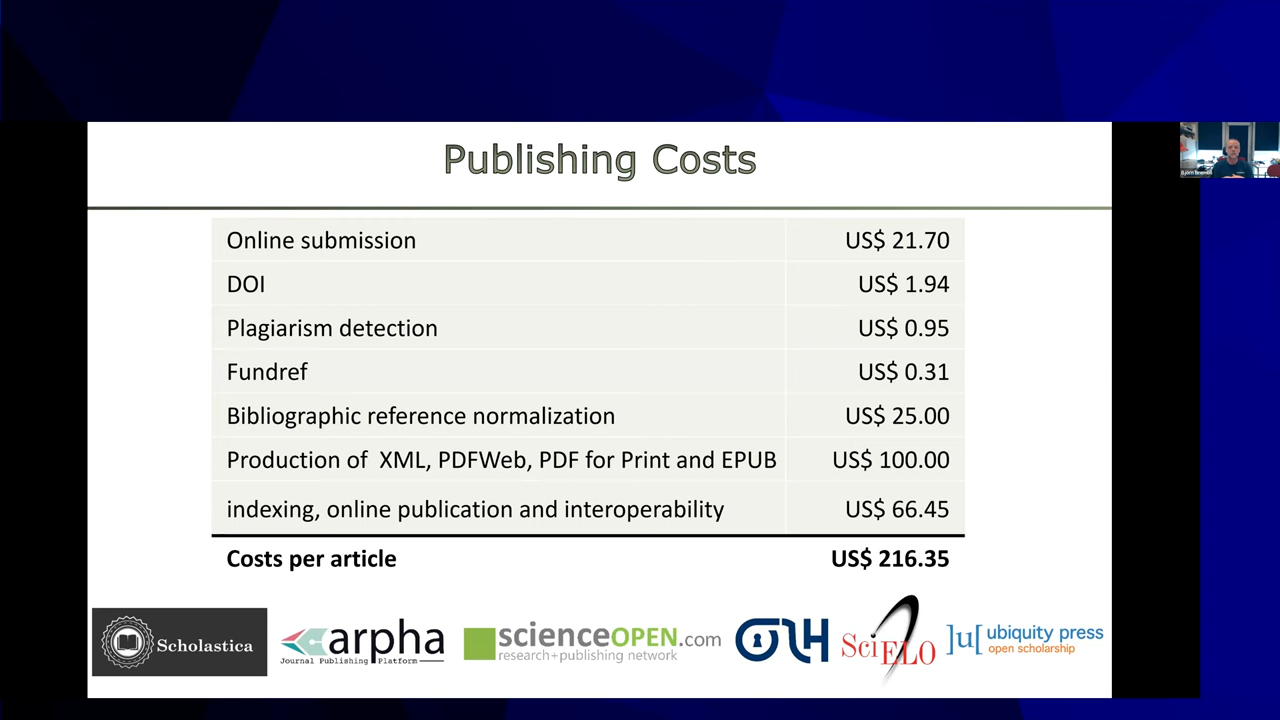 Publishing Costs
Online submission US$ 21.70
DOI US$ 1.94
Plagiarism detection US$ 0.95
Fundref US$ 0.31
Bibliographic reference normalization US$ 25.00
Production of XML, PDFWeb, PDF for Print and EPUB US$ 100.00
indexing, online publication and interoperability US$ 66.45
Costs per article US$ 216.35
Scholastica
arpha
Journal Publishing Platform
scienceOPEN.com
research+publishing network
OLH
SciELO
]u[ ubiquity press
open scholarship
Björn Brembs